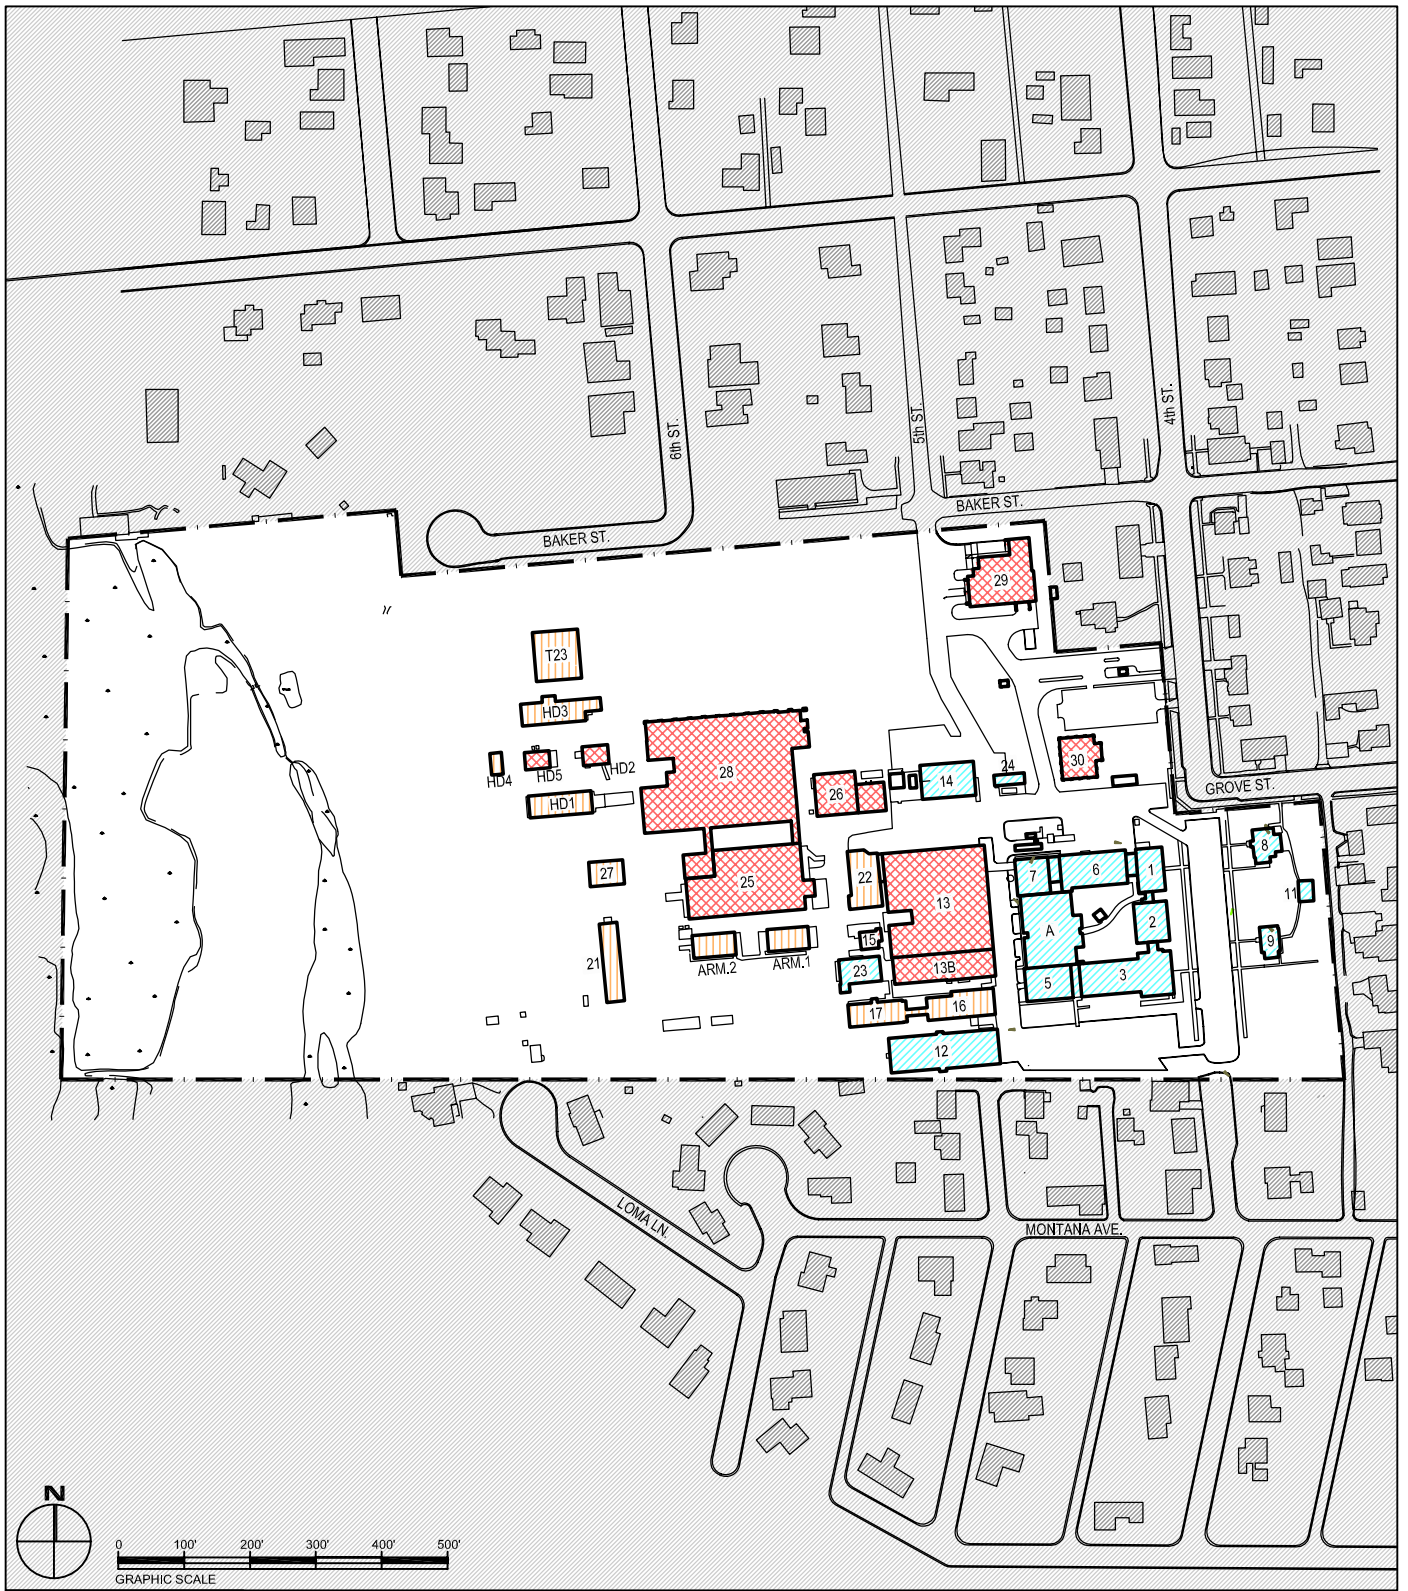 4th ST.
5th ST.
6th ST.
BAKER ST.
BAKER ST.
29
T23
HD3
HD4
HD5
HD2
HD1
28
26
14
24
30
GROVE ST.
27
25
22
13
7
6
1
8
11
A
2
9
15
13B
5
3
21
ARM.2
ARM.1
23
17
16
12
LOMA LN.
MONTANA AVE.
N
0 100' 200' 300' 400' 500'
GRAPHIC SCALE